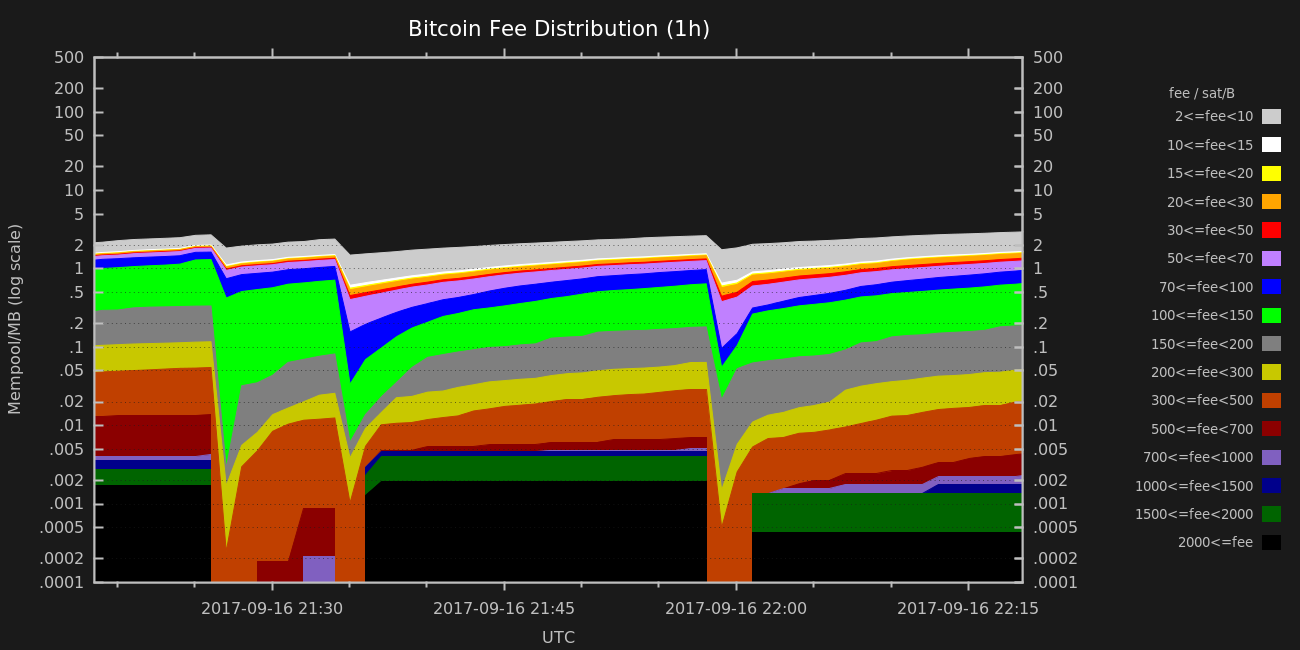 Bitcoin Fee Distribution (1h)
Mempool/MB (log scale)
500
200
100
50
20
10
5
2
1
.5
.2
.1
.05
.02
.01
.005
.002
.001
.0005
.0002
.0001
500
200
100
50
20
10
5
2
1
.5
.2
.1
.05
.02
.01
.005
.002
.001
.0005
.0002
.0001
2017-09-16 21:30
2017-09-16 21:45
2017-09-16 22:00
2017-09-16 22:15
UTC
fee / sat/B
2<=fee<10
10<=fee<15
15<=fee<20
20<=fee<30
30<=fee<50
50<=fee<70
70<=fee<100
100<=fee<150
150<=fee<200
200<=fee<300
300<=fee<500
500<=fee<700
700<=fee<1000
1000<=fee<1500
1500<=fee<2000
2000<=fee